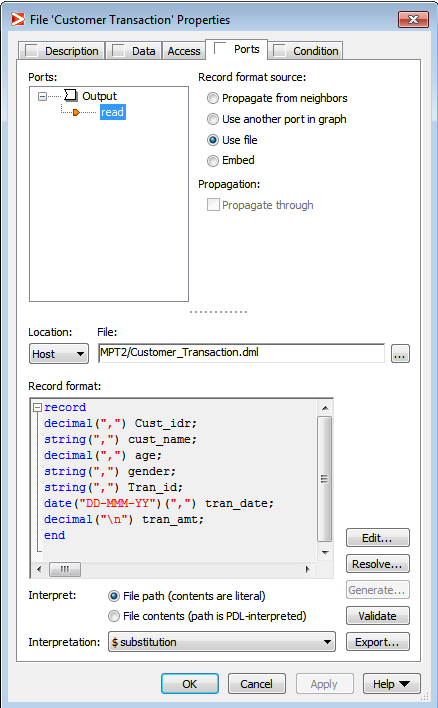 File 'Customer Transaction' Properties
Description Data Access Ports Condition
Ports:
Output
read
Record format source:
Propagate from neighbors
Use another port in graph
Use file
Embed
Propagation:
Propagate through
Location: File:
Host MPT2/Customer_Transaction.dml ...
Record format:
record
decimal(",") Cust_idr;
string(",") cust_name;
decimal(",") age;
string(",") gender;
string(",") Tran_id;
date("DD-MMM-YY")(",") tran_date;
decimal("\n") tran_amt;
end
Edit...
Resolve...
Generate...
Validate
Export...
Interpret: File path (contents are literal)
File contents (path is PDL-interpreted)
Interpretation: $ substitution
OK Cancel Apply Help